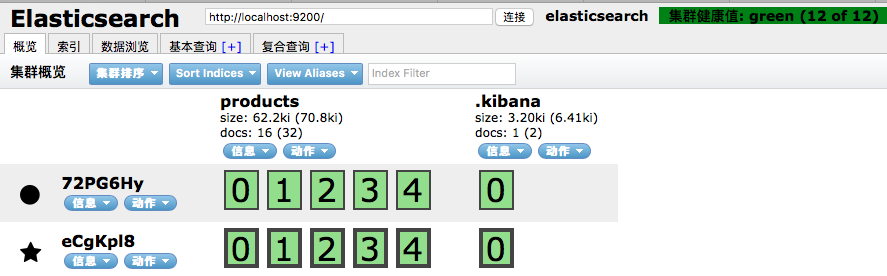 Elasticsearch http://localhost:9200/ 连接 elasticsearch 集群健康值: green (12 of 12)
概览 索引 数据浏览 基本查询 [+] 复合查询 [+]
集群概览 集群排序 Sort Indices View Aliases Index Filter
products .kibana
size: 62.2ki (70.8ki) size: 3.20ki (6.41ki)
docs: 16 (32) docs: 1 (2)
信息 动作 信息 动作
72PG6Hy 0 1 2 3 4 0
信息 动作
eCgKpl8 0 1 2 3 4 0
信息 动作